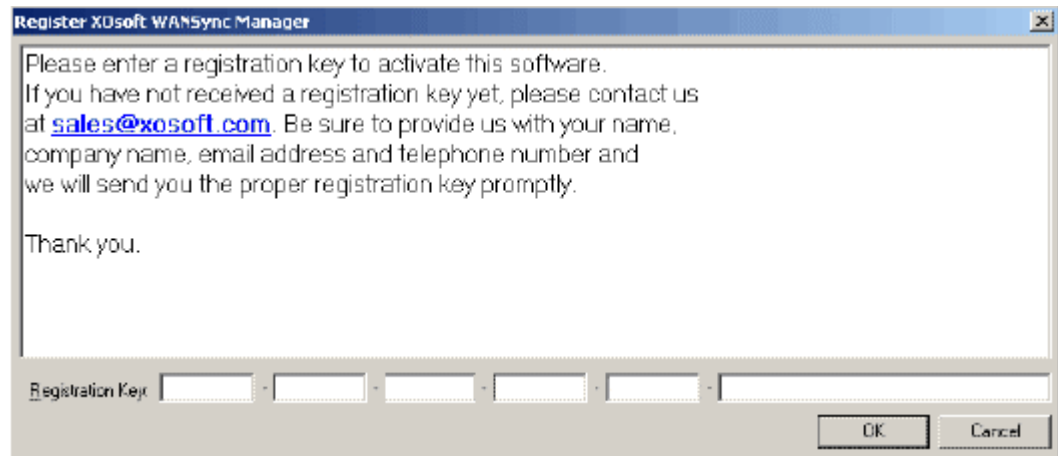 Register XOsoft WANSync Manager
Please enter a registration key to activate this software.
If you have not received a registration key yet, please contact us
at sales@xosoft.com. Be sure to provide us with your name,
company name, email address and telephone number and
we will send you the proper registration key promptly.
Thank you.
Registration Key: - - - - -
OK Cancel